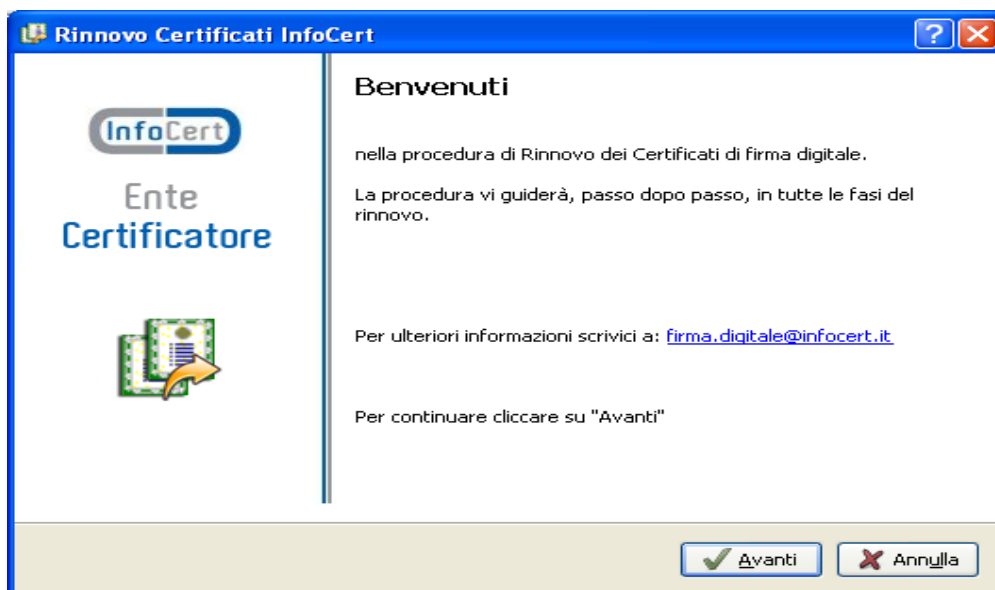 Rinnovo Certificati InfoCert
InfoCert
Ente
Certificatore
Benvenuti
nella procedura di Rinnovo dei Certificati di firma digitale.
La procedura vi guiderà, passo dopo passo, in tutte le fasi del
rinnovo.
Per ulteriori informazioni scrivici a: firma.digitale@infocert.it
Per continuare cliccare su "Avanti"
Avanti
Annulla